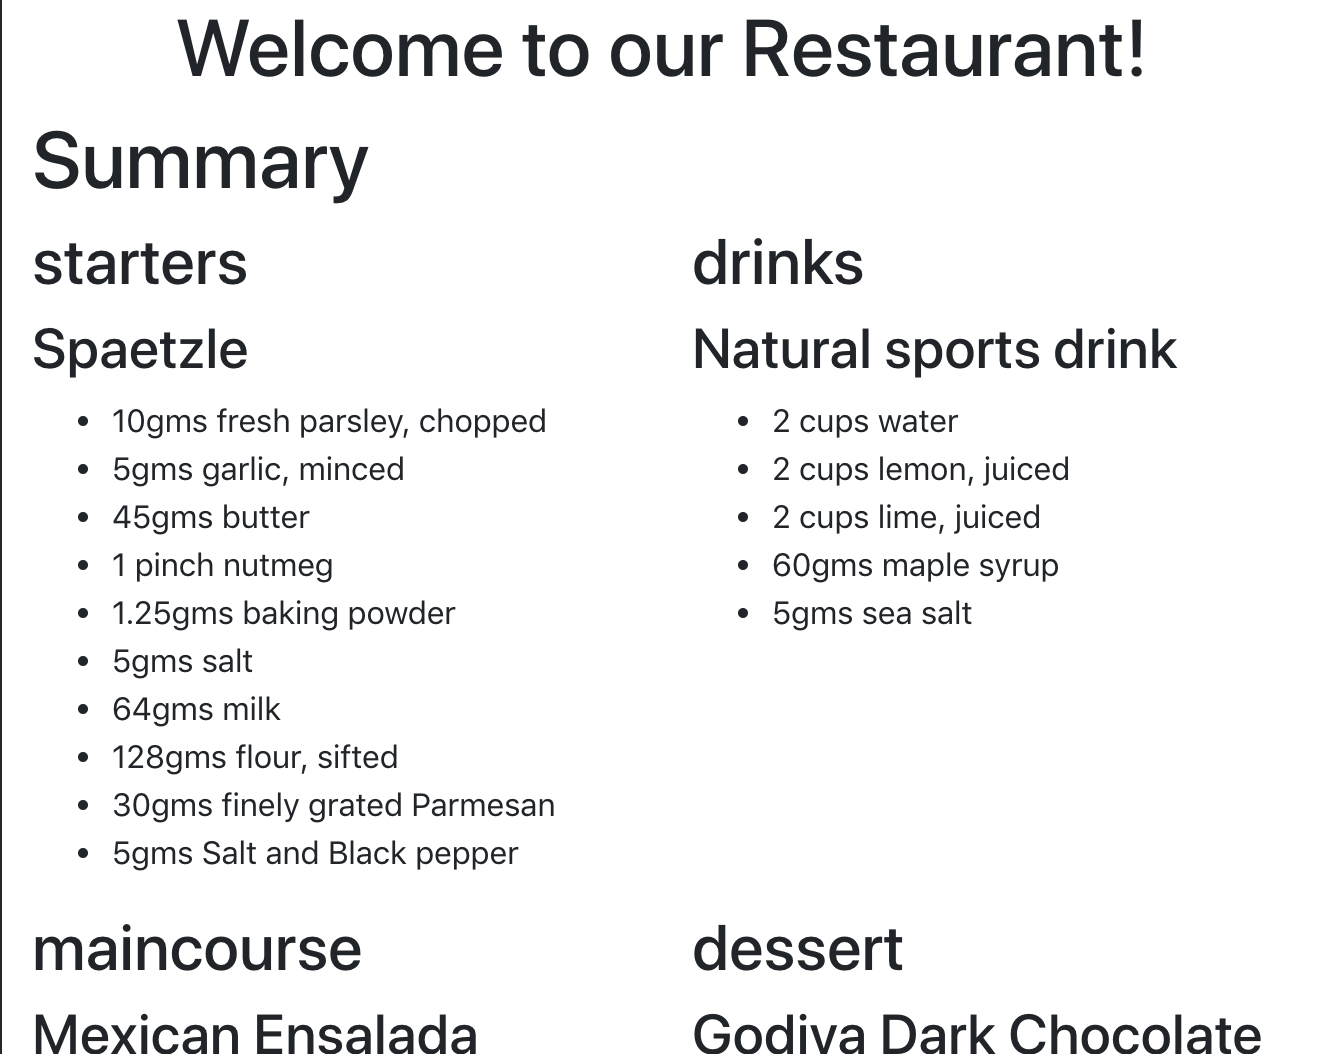 Welcome to our Restaurant!
Summary
starters
Spaetzle
10gms fresh parsley, chopped
5gms garlic, minced
45gms butter
1 pinch nutmeg
1.25gms baking powder
5gms salt
64gms milk
128gms flour, sifted
30gms finely grated Parmesan
5gms Salt and Black pepper
drinks
Natural sports drink
2 cups water
2 cups lemon, juiced
2 cups lime, juiced
60gms maple syrup
5gms sea salt
maincourse
Mexican Ensalada
dessert
Godiva Dark Chocolate